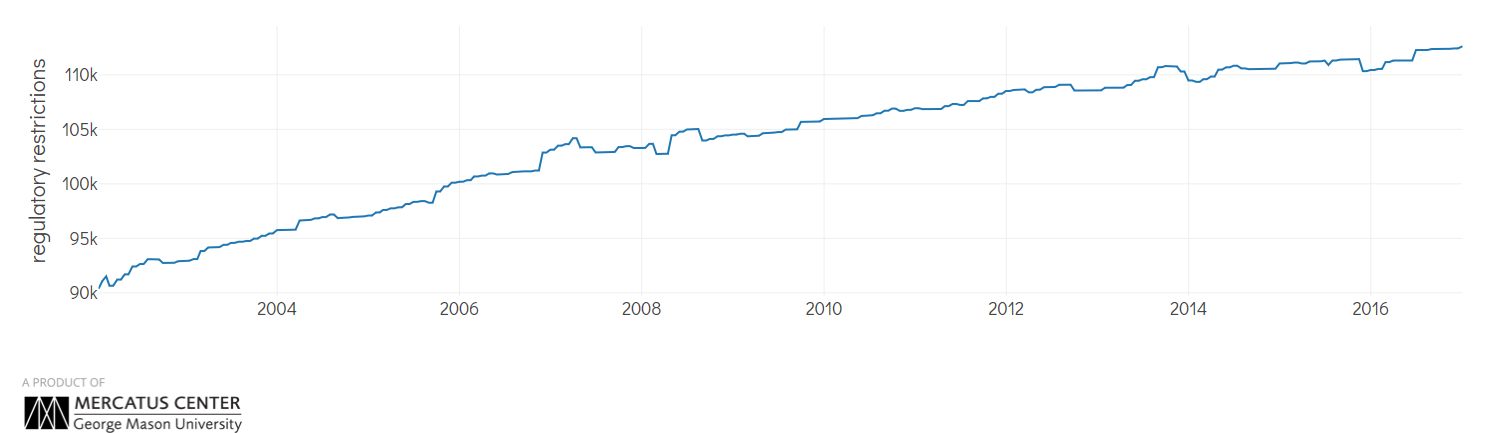 regulatory restrictions
110k
105k
100k
95k
90k
2004 2006 2008 2010 2012 2014 2016
A PRODUCT OF
MERCATUS CENTER
George Mason University